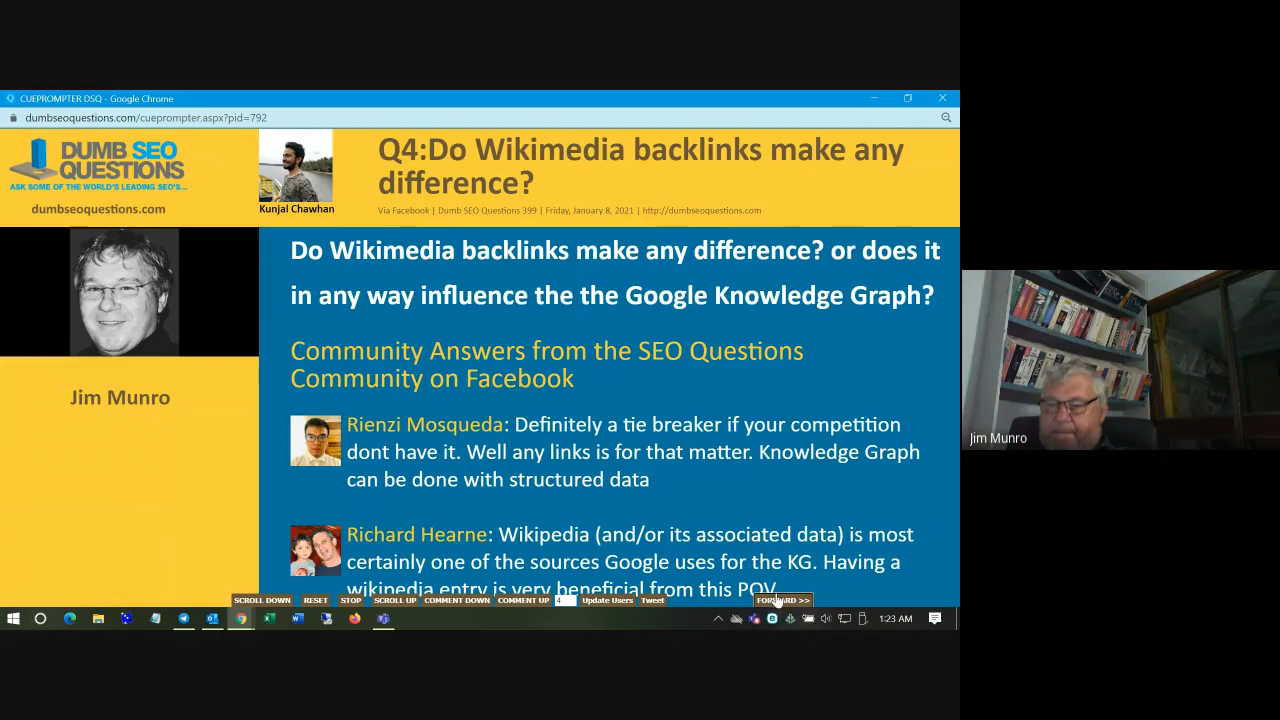 CUEPROMPTER DSQ - Google Chrome
dumbseoquestions.com/cueprompter.aspx?pid=792
DUMB SEO
QUESTIONS
ASK SOME OF THE WORLD'S LEADING SEO'S...
dumbseoquestions.com
Kunjal Chawhan
Q4:Do Wikimedia backlinks make any
difference?
Via Facebook | Dumb SEO Questions 399 | Friday, January 8, 2021 | http://dumbseoquestions.com
Jim Munro
Do Wikimedia backlinks make any difference? or does it
in any way influence the the Google Knowledge Graph?
Community Answers from the SEO Questions
Community on Facebook
Rienzi Mosqueda: Definitely a tie breaker if your competition
dont have it. Well any links is for that matter. Knowledge Graph
can be done with structured data
Richard Hearne: Wikipedia (and/or its associated data) is most
certainly one of the sources Google uses for the KG. Having a
wikipedia entry is very beneficial from this POV
SCROLL DOWN RESET STOP SCROLL UP COMMENT DOWN COMMENT UP 4 Update Users Tweet FORWARD >>
1:23 AM
Jim Munro